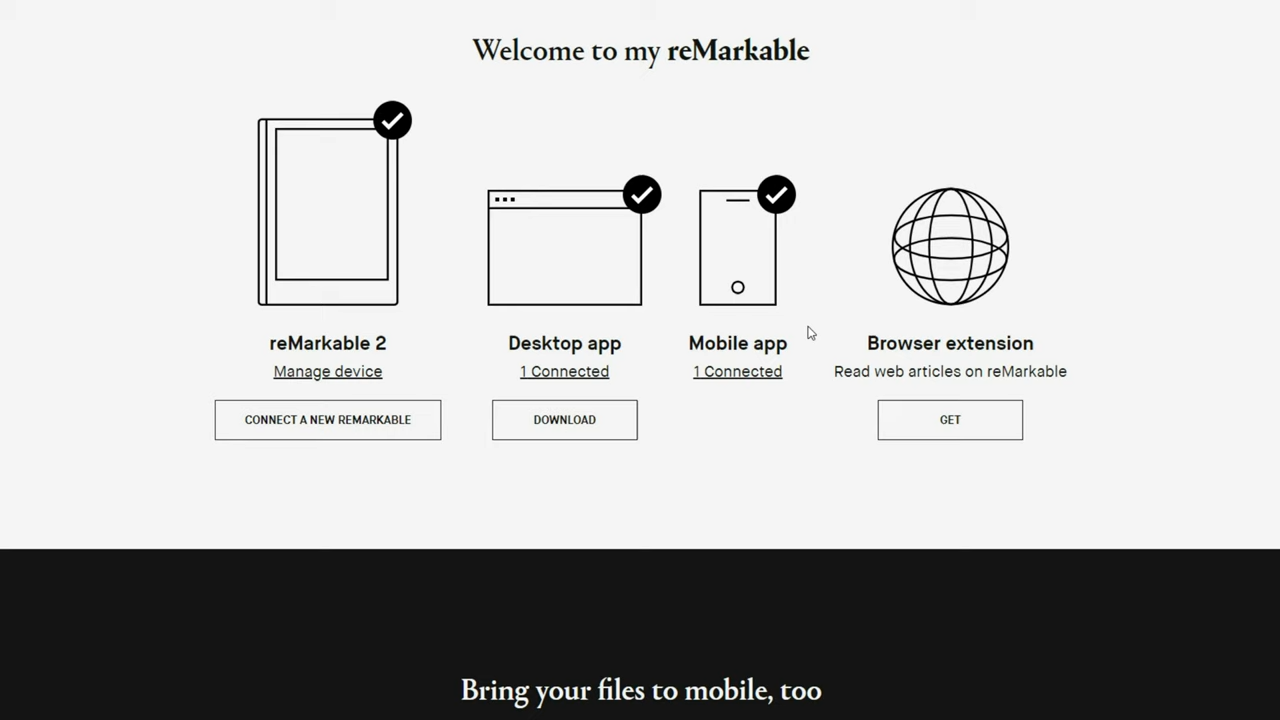 Welcome to my reMarkable
reMarkable 2
Manage device
CONNECT A NEW REMARKABLE
Desktop app
1 Connected
DOWNLOAD
Mobile app
1 Connected
Browser extension
Read web articles on reMarkable
GET
Bring your files to mobile, too